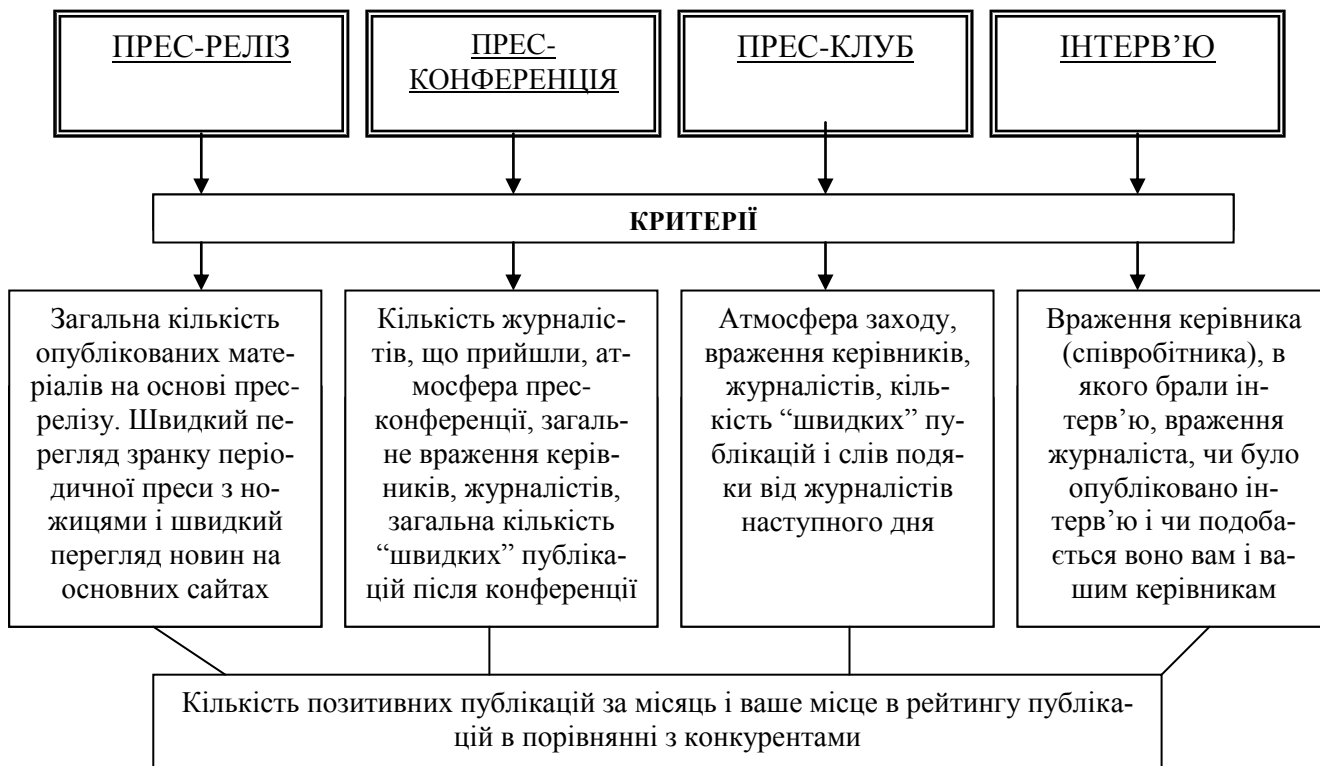 ПРЕС-РЕЛІЗ
ПРЕС-
КОНФЕРЕНЦІЯ
ПРЕС-КЛУБ
ІНТЕРВ’Ю
КРИТЕРІЇ
Загальна кількість
опублікованих мате-
ріалів на основі прес-
релізу. Швидкий пе-
регляд зранку періо-
дичної преси з но-
жицями і швидкий
перегляд новин на
основних сайтах
Кількість журналіс-
тів, що прийшли, ат-
мосфера прес-
конференції, загаль-
не враження керів-
ників, журналістів,
загальна кількість
“швидких” публіка-
цій після конференції
Атмосфера заходу,
враження керівників,
журналістів, кіль-
кість “швидких” пу-
блікацій і слів подя-
ки від журналістів
наступного дня
Враження керівника
(співробітника), в
якого брали ін-
терв’ю, враження
журналіста, чи було
опубліковано ін-
терв’ю і чи подоба-
ється воно вам і ва-
шим керівникам
Кількість позитивних публікацій за місяць і ваше місце в рейтингу публіка-
цій в порівнянні з конкурентами